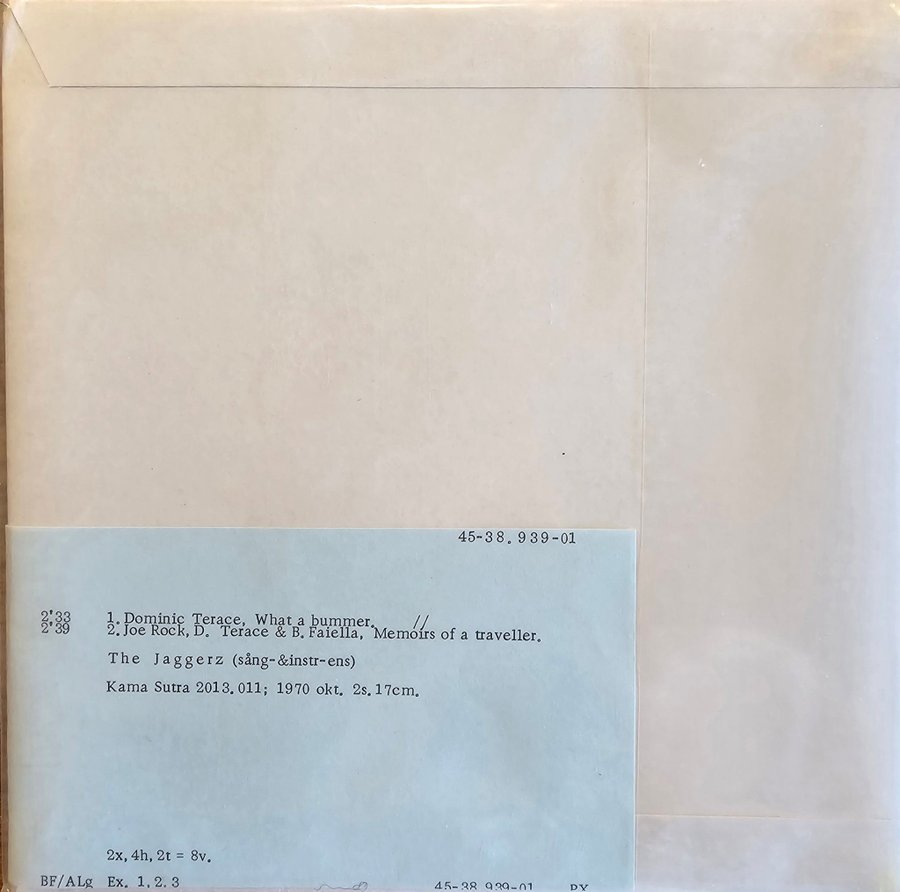 45-38.939-01
2'33 1. Dominic Terace, What a bummer. //
2'39 2. Joe Rock, D. Terace & B. Faiella, Memoirs of a traveller.
The Jaggerz (sång-&instr-ens)
Kama Sutra 2013.011; 1970 okt. 2s.17cm.
2x, 4h, 2t = 8v.
BF/ALg Ex. 1.2.3 45-38 939-01